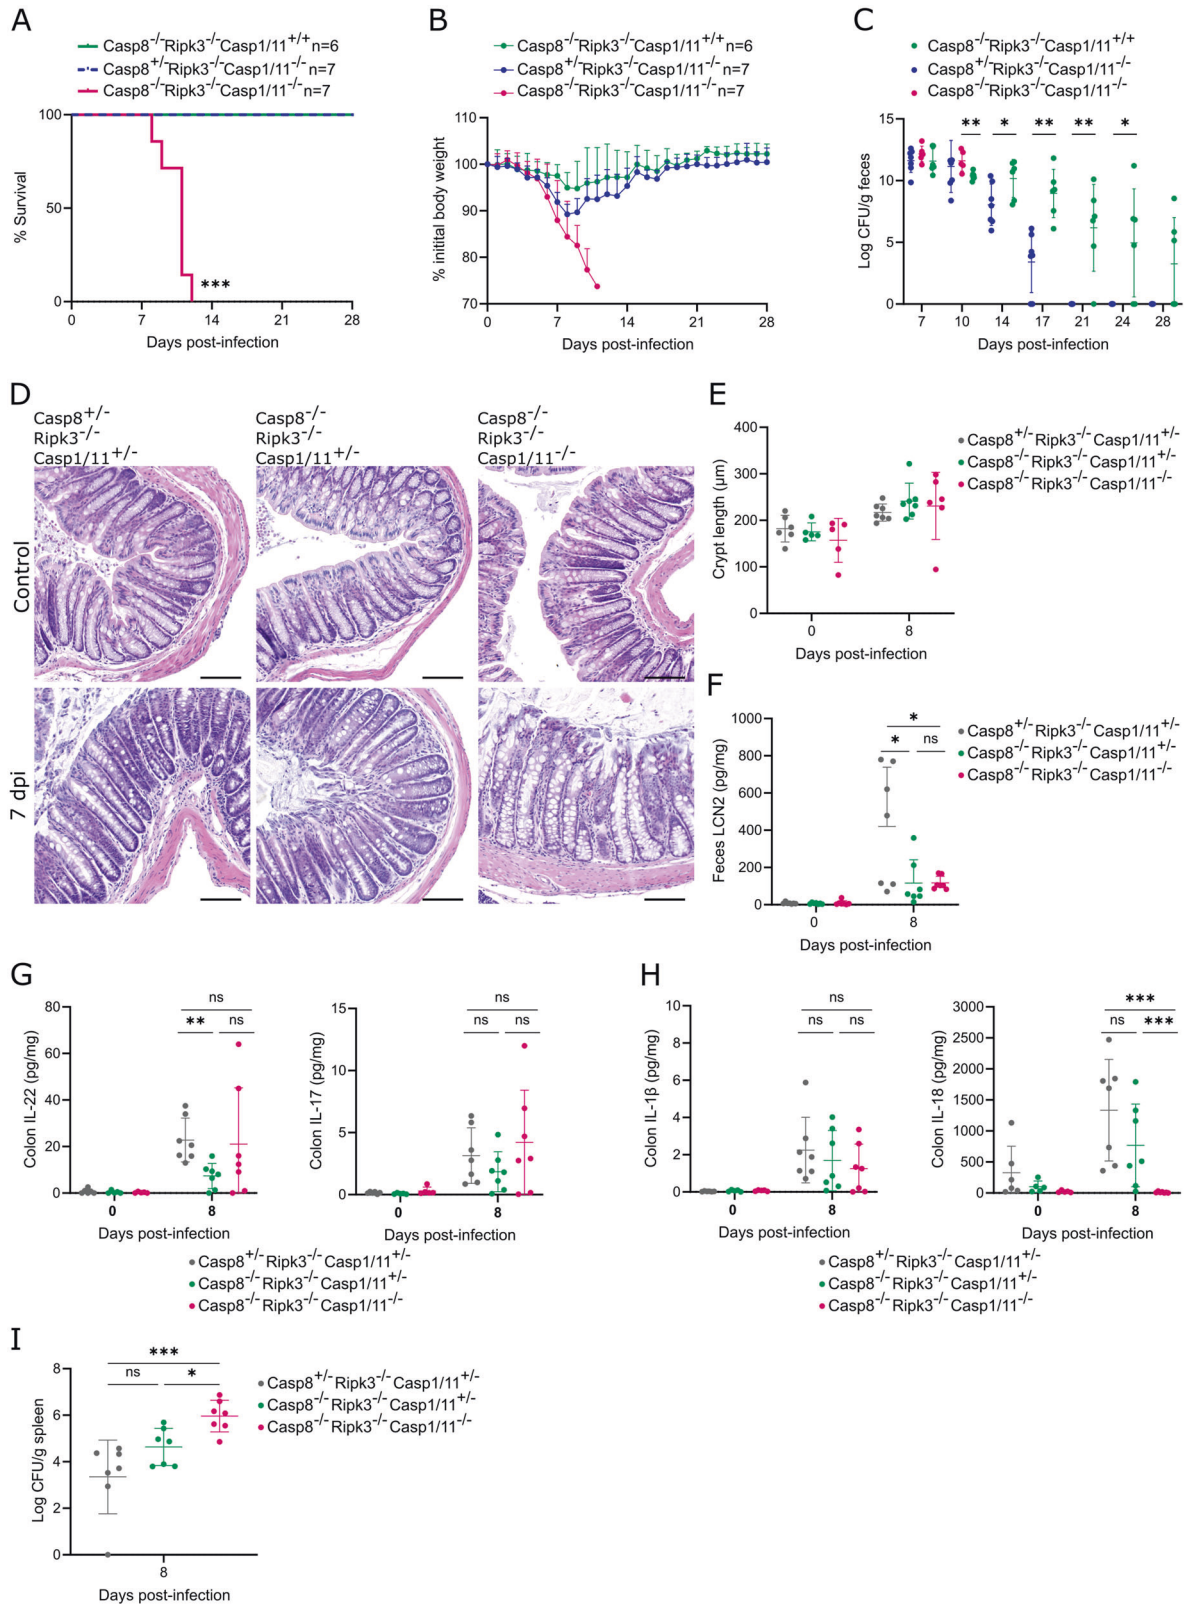 A
Casp8-/-Ripk3-/-Casp1/11+/+ n=6
Casp8+/-Ripk3-/-Casp1/11-/- n=7
Casp8-/-Ripk3-/-Casp1/11-/- n=7
100
50
0
% Survival
***
0 7 14 21 28
Days post-infection
B
Casp8-/-Ripk3-/-Casp1/11+/+ n=6
Casp8+/-Ripk3-/-Casp1/11-/- n=7
Casp8-/-Ripk3-/-Casp1/11-/- n=7
110
100
90
80
70
% initital body weight
0 7 14 21 28
Days post-infection
C
Casp8-/-Ripk3-/-Casp1/11+/+
Casp8+/-Ripk3-/-Casp1/11-/-
Casp8-/-Ripk3-/-Casp1/11-/-
15
10
5
0
Log CFU/g feces
** * ** ** *
7 10 14 17 21 24 28
Days post-infection
D
Casp8+/-
Ripk3-/-
Casp1/11+/-
Casp8-/-
Ripk3-/-
Casp1/11+/-
Casp8-/-
Ripk3-/-
Casp1/11-/-
Control
7 dpi
E
400
300
200
100
0
Crypt length (µm)
0 8
Days post-infection
Casp8+/-Ripk3-/-Casp1/11+/-
Casp8-/-Ripk3-/-Casp1/11+/-
Casp8-/-Ripk3-/-Casp1/11-/-
F
1000
800
600
400
200
0
Feces LCN2 (pg/mg)
*
* ns
0 8
Days post-infection
Casp8+/-Ripk3-/-Casp1/11+/-
Casp8-/-Ripk3-/-Casp1/11+/-
Casp8-/-Ripk3-/-Casp1/11-/-
G
80
60
40
20
0
Colon IL-22 (pg/mg)
ns
** ns
0 8
Days post-infection
15
10
5
0
Colon IL-17 (pg/mg)
ns
ns ns
0 8
Days post-infection
Casp8+/-Ripk3-/-Casp1/11+/-
Casp8-/-Ripk3-/-Casp1/11+/-
Casp8-/-Ripk3-/-Casp1/11-/-
H
10
8
6
4
2
0
Colon IL-1β (pg/mg)
ns
ns ns
0 8
Days post-infection
3000
2500
2000
1500
1000
500
0
Colon IL-18 (pg/mg)
***
ns ***
0 8
Days post-infection
Casp8+/-Ripk3-/-Casp1/11+/-
Casp8-/-Ripk3-/-Casp1/11+/-
Casp8-/-Ripk3-/-Casp1/11-/-
I
8
6
4
2
0
Log CFU/g spleen
***
ns *
8
Days post-infection
Casp8+/-Ripk3-/-Casp1/11+/-
Casp8-/-Ripk3-/-Casp1/11+/-
Casp8-/-Ripk3-/-Casp1/11-/-